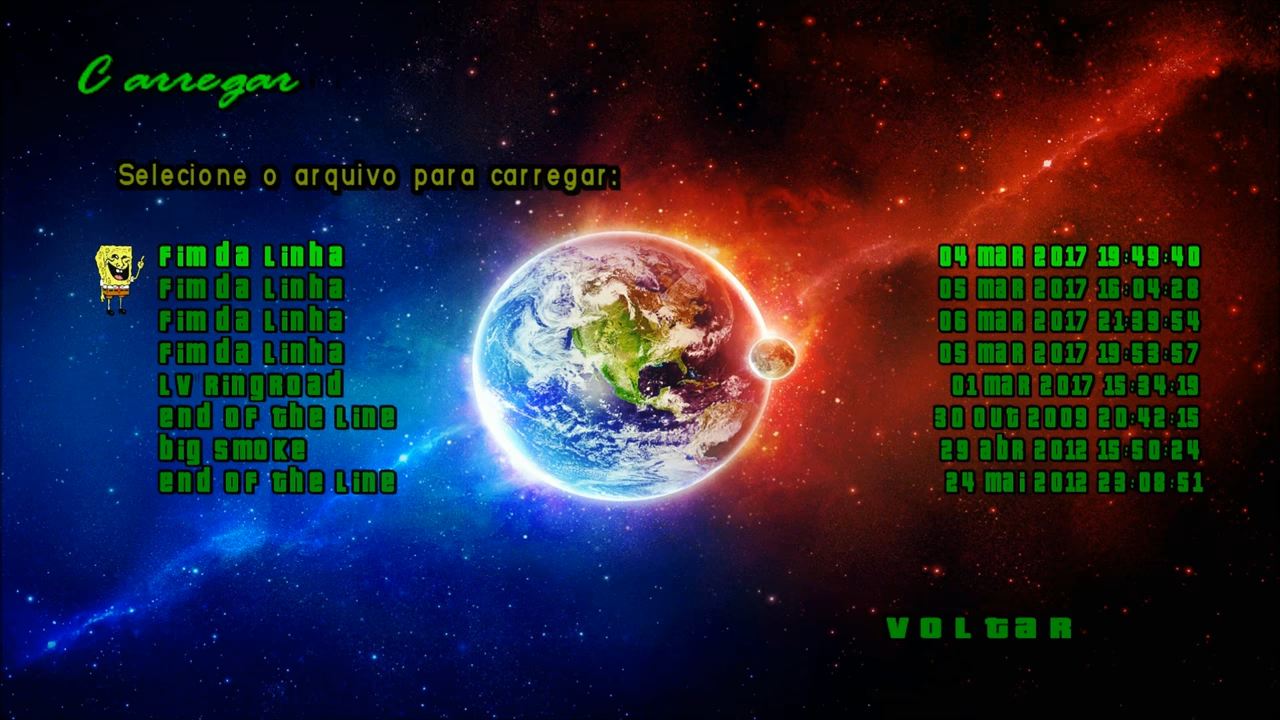 Carregar
Selecione o arquivo para carregar:
Fim da Linha 04 mar 2017 19:49:40
Fim da Linha 05 mar 2017 16:04:28
Fim da Linha 06 mar 2017 21:39:54
Fim da Linha 05 mar 2017 19:53:57
LV RingRoad 01 mar 2017 15:34:19
End of the Line 30 out 2009 20:42:15
Big Smoke 29 abr 2012 15:50:24
End of the Line 24 mai 2012 23:08:51
Voltar